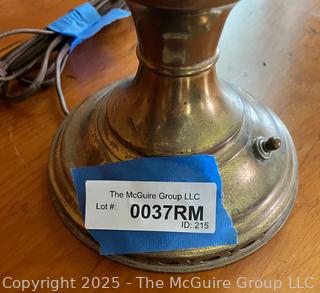 The McGuire Group LLC
Lot #:
0037RM
ID: 215
Copyright 2025 - The McGuire Group LLC